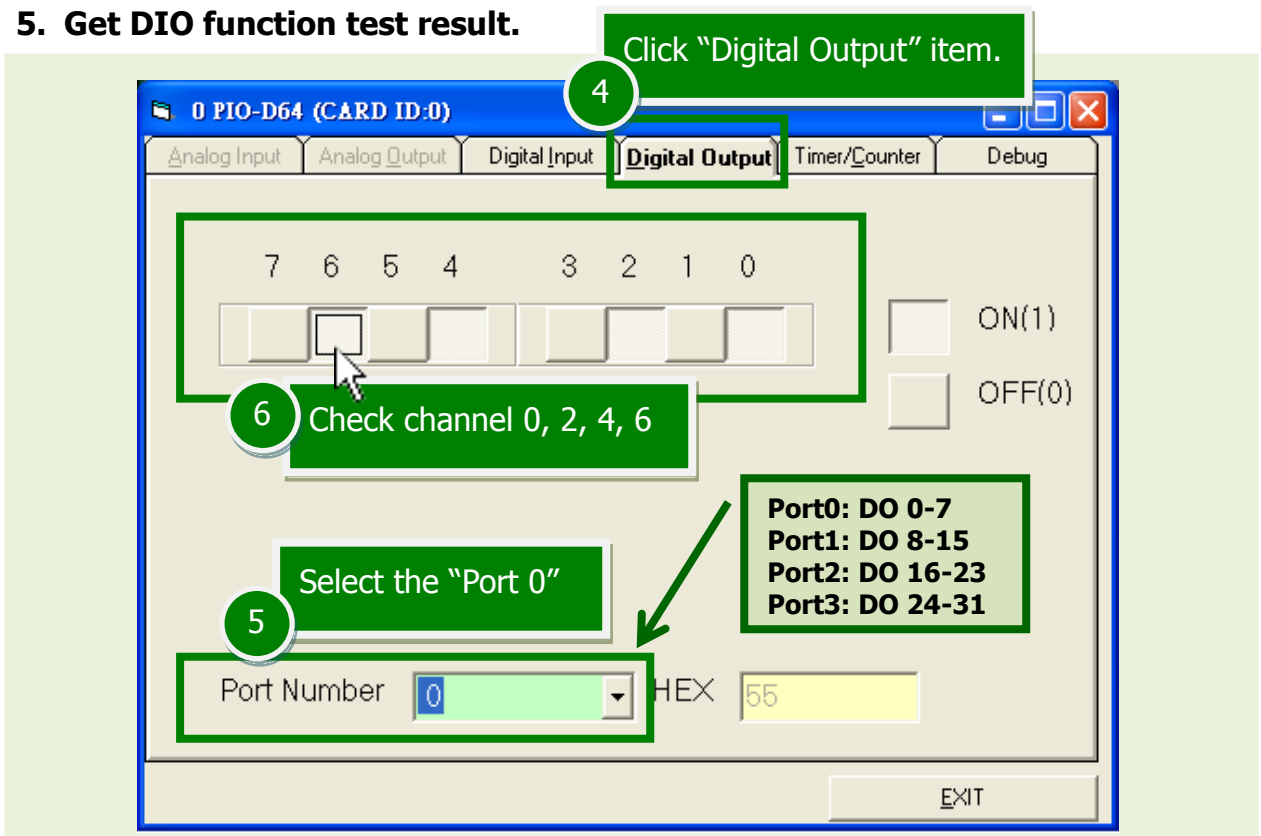 5. Get DIO function test result.
Click “Digital Output” item.
4
0 PIO-D64 (CARD ID:0)
Analog Input Analog Output Digital Input Digital Output Timer/Counter Debug
7 6 5 4 3 2 1 0
ON(1)
OFF(0)
6 Check channel 0, 2, 4, 6
Port0: DO 0-7
Port1: DO 8-15
Port2: DO 16-23
Port3: DO 24-31
Select the “Port 0”
5
Port Number 0 HEX 55
EXIT